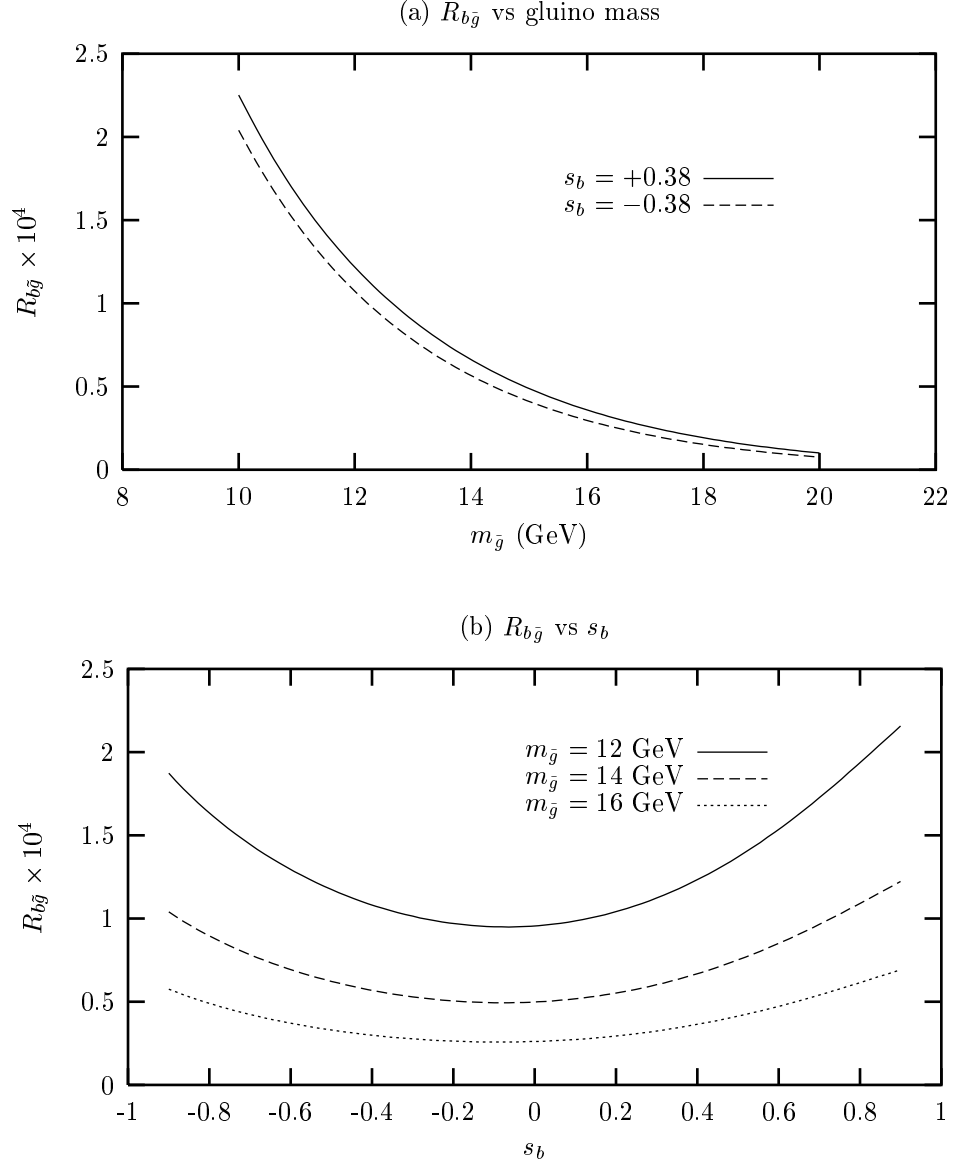 (a) R_{b\tilde{g}} vs gluino mass
2.5
2
1.5
1
0.5
0
R_{b\tilde{g}} × 10^4
s_b = +0.38
s_b = −0.38
8 10 12 14 16 18 20 22
m_{\tilde{g}} (GeV)
(b) R_{b\tilde{g}} vs s_b
2.5
2
1.5
1
0.5
0
R_{b\tilde{g}} × 10^4
m_{\tilde{g}} = 12 GeV
m_{\tilde{g}} = 14 GeV
m_{\tilde{g}} = 16 GeV
-1 -0.8 -0.6 -0.4 -0.2 0 0.2 0.4 0.6 0.8 1
s_b